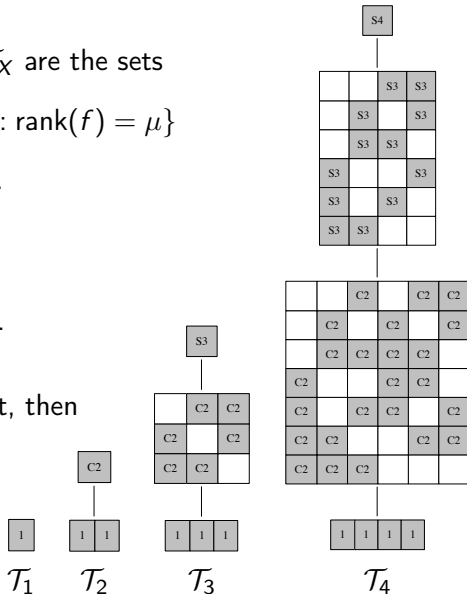 S4
𝒯_X are the sets
S3 S3
: rank(f) = μ}
S3 S3
S3 S3
S3 S3
.
S3 S3
S3 S3
C2 C2 C2
C2 C2 C2
.
C2 C2 C2 C2
C2 C2 C2
C2 C2 C2 C2
C2 C2 C2 C2
C2 C2 C2
S3
t, then
C2 C2
C2 C2
C2 C2
C2
1
1 1
1 1 1
1 1 1 1
𝒯₁ 𝒯₂ 𝒯₃ 𝒯₄